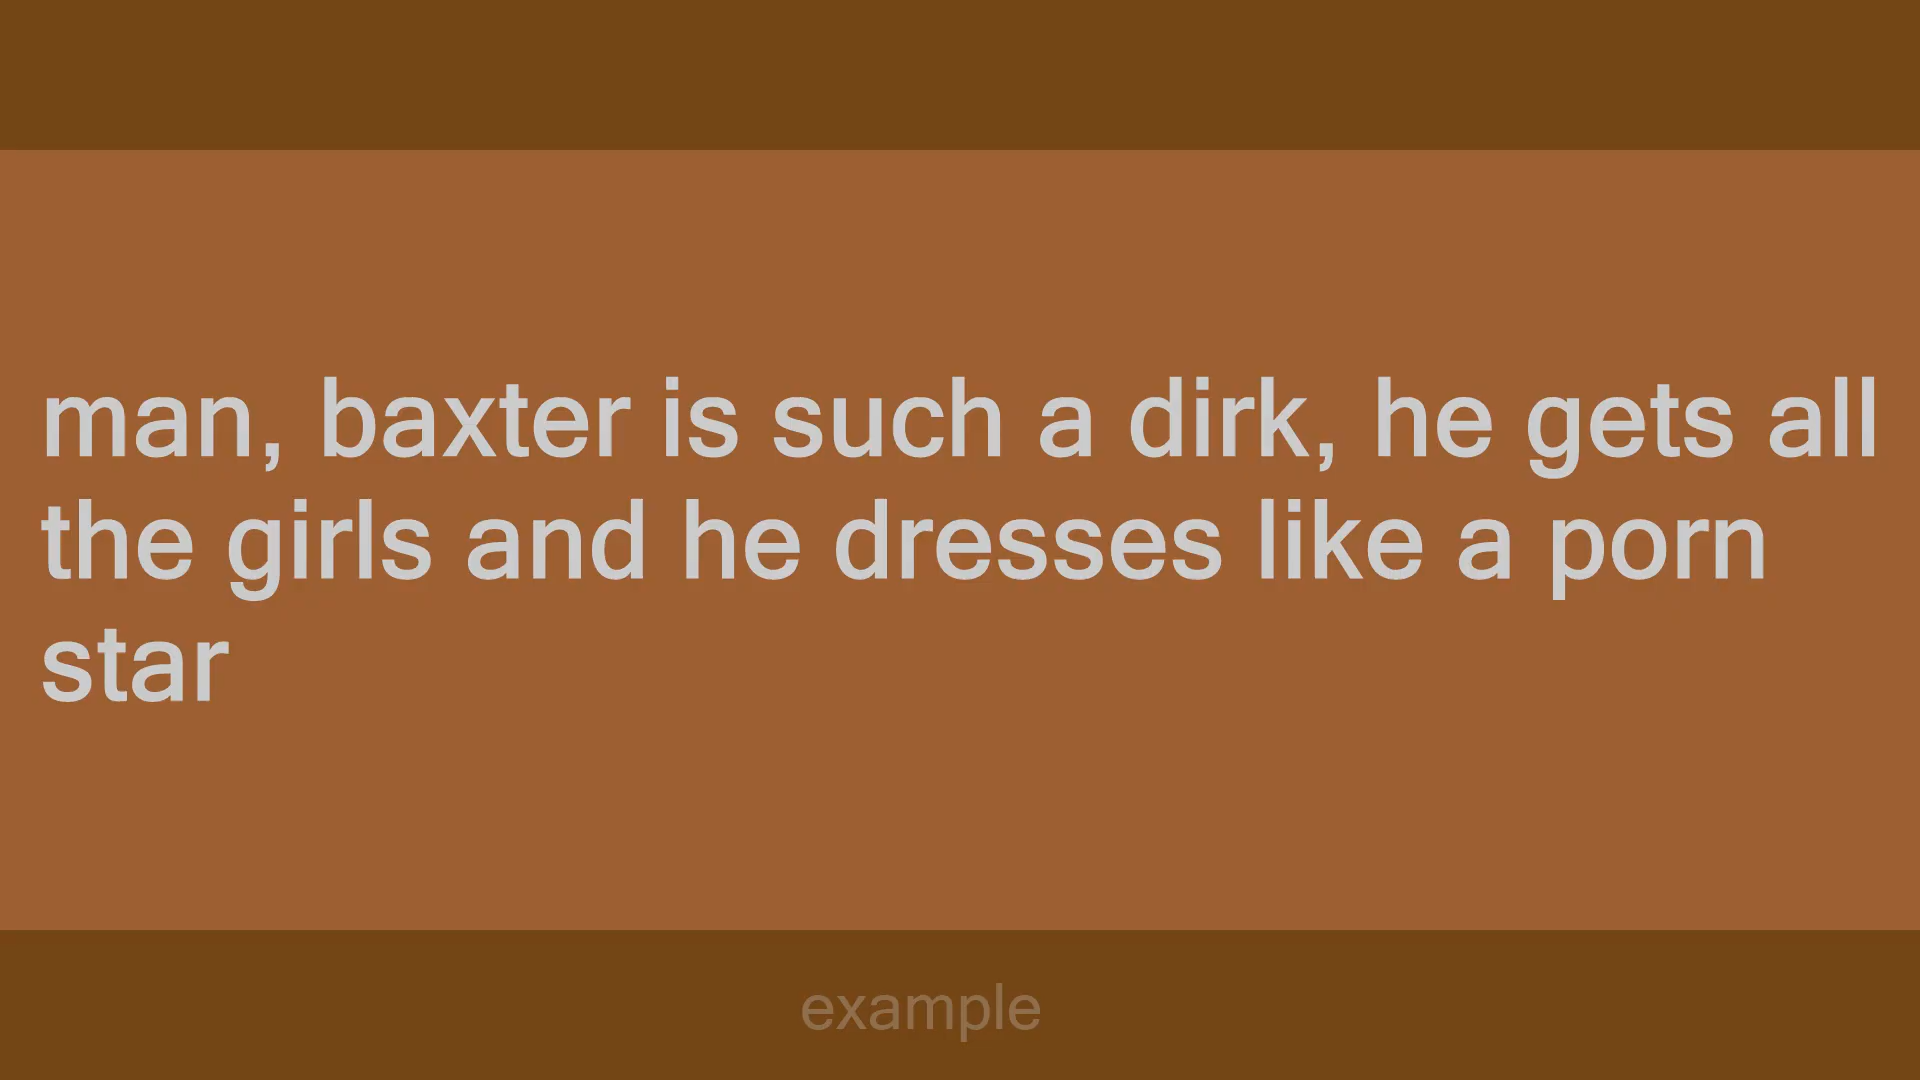 man, baxter is such a dirk, he gets all
the girls and he dresses like a porn
star
example